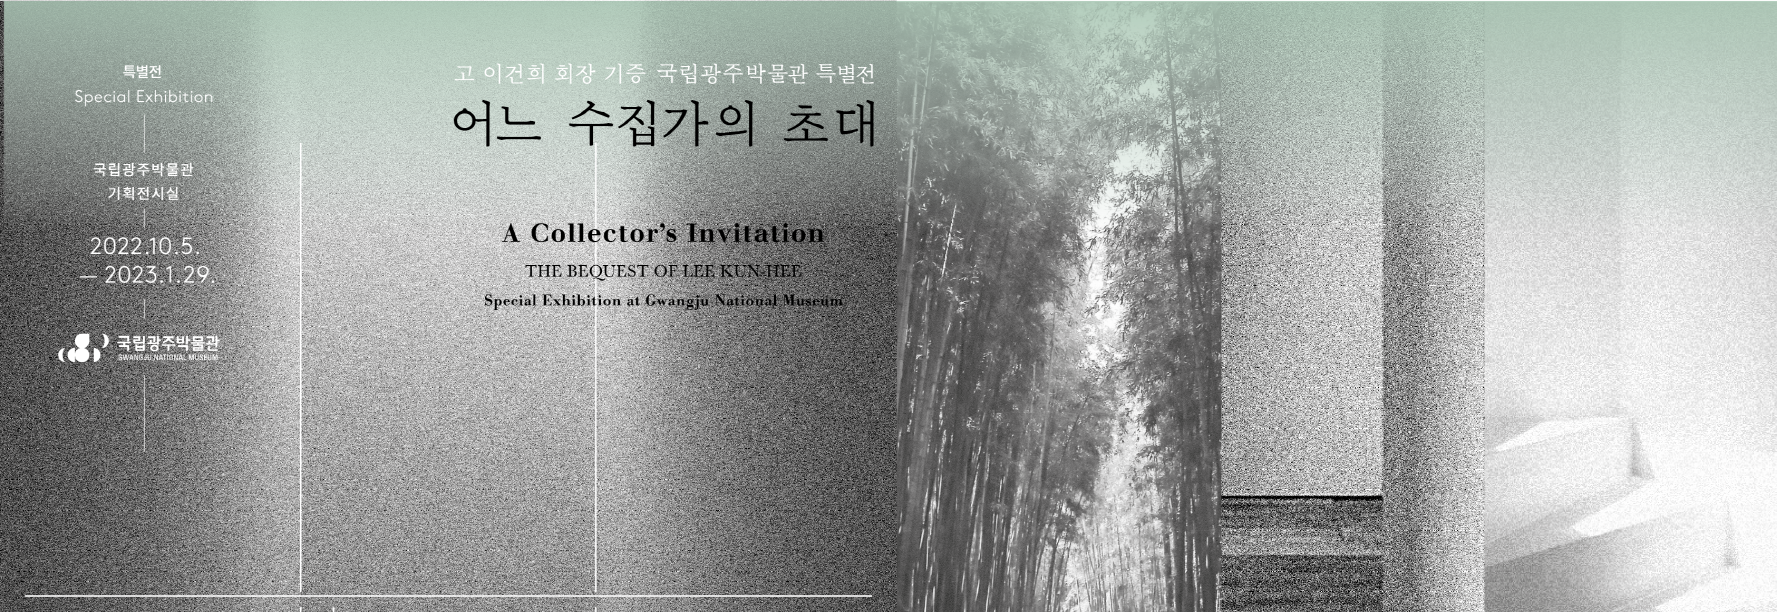 특별전
Special Exhibition
국립광주박물관
기획전시실
2022.10.5.
— 2023.1.29.
국립광주박물관
GWANGJU NATIONAL MUSEUM
고 이건희 회장 기증 국립광주박물관 특별전
어느 수집가의 초대
A Collector’s Invitation
THE BEQUEST OF LEE KUN-HEE
Special Exhibition at Gwangju National Museum